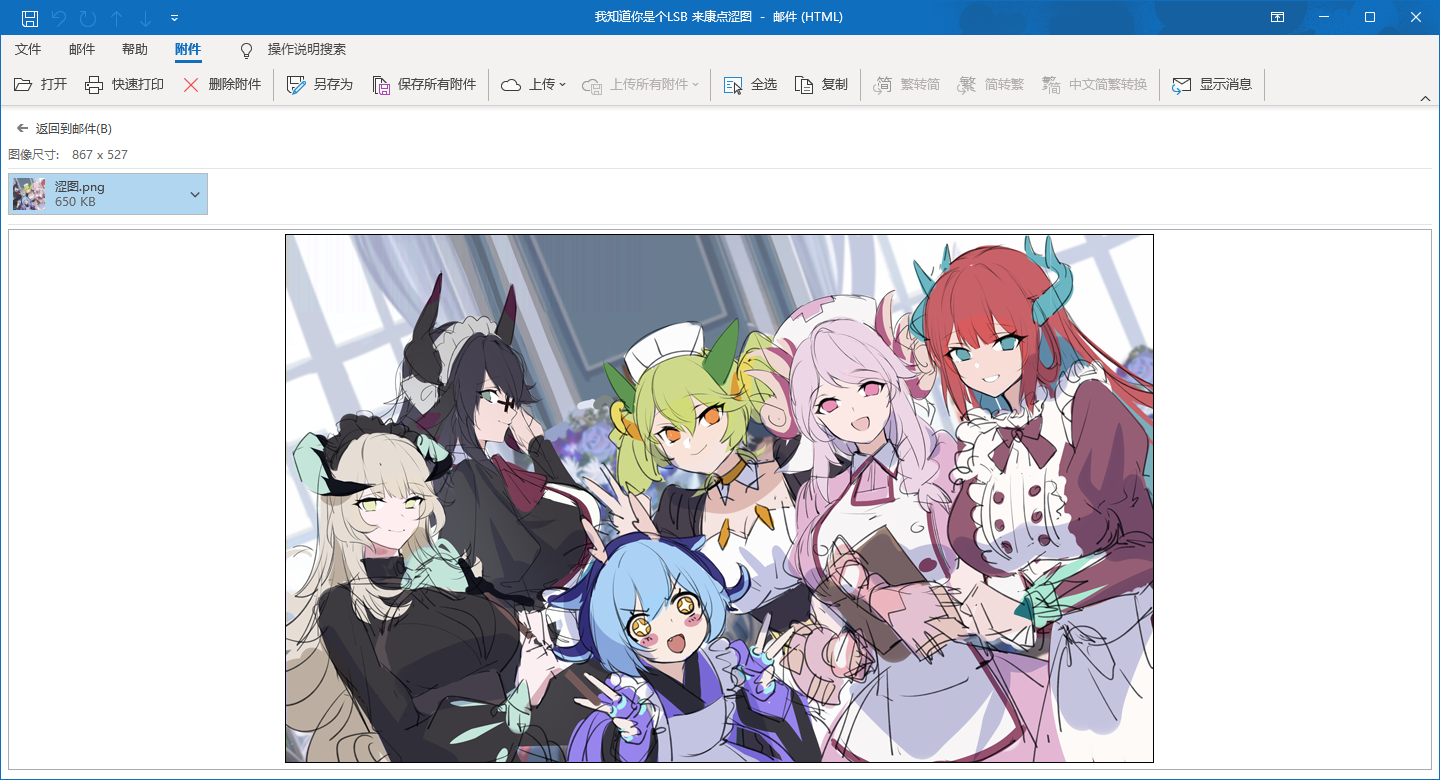 我知道你是个LSB 来康点涩图 - 邮件 (HTML)
文件 邮件 帮助 附件 操作说明搜索
打开 快速打印 删除附件 另存为 保存所有附件 上传 上传所有附件 全选 复制 繁转简 简转繁 中文简繁转换 显示消息
返回到邮件(B)
图像尺寸: 867 x 527
涩图.png
650 KB